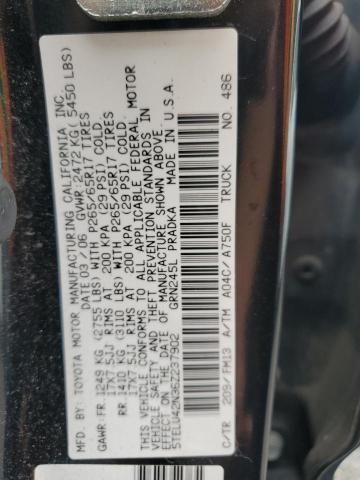 MFD. BY: TOYOTA MOTOR MANUFACTURING CALIFORNIA, INC.
DATE 03 / 06 GVWR: 2472 KG( 5450 LBS)
GAWR: FR. 1249 KG (2755 LBS) WITH P265/65R17 TIRES
17X7.5JJ RIMS AT 200 KPA (29 PSI) COLD.
RR. 1410 KG (3110 LBS) WITH P265/65R17 TIRES
17X7.5JJ RIMS AT 200 KPA (29 PSI) COLD.
THIS VEHICLE CONFORMS TO ALL APPLICABLE FEDERAL MOTOR
VEHICLE SAFETY AND THEFT PREVENTION STANDARDS IN
EFFECT ON THE DATE OF MANUFACTURE SHOWN ABOVE.
5TELU42N36Z237902 GRN245L PRADKA MADE IN U.S.A.
C/TR 209/FM13 A/TM A04C/A750F TRUCK NO. 486